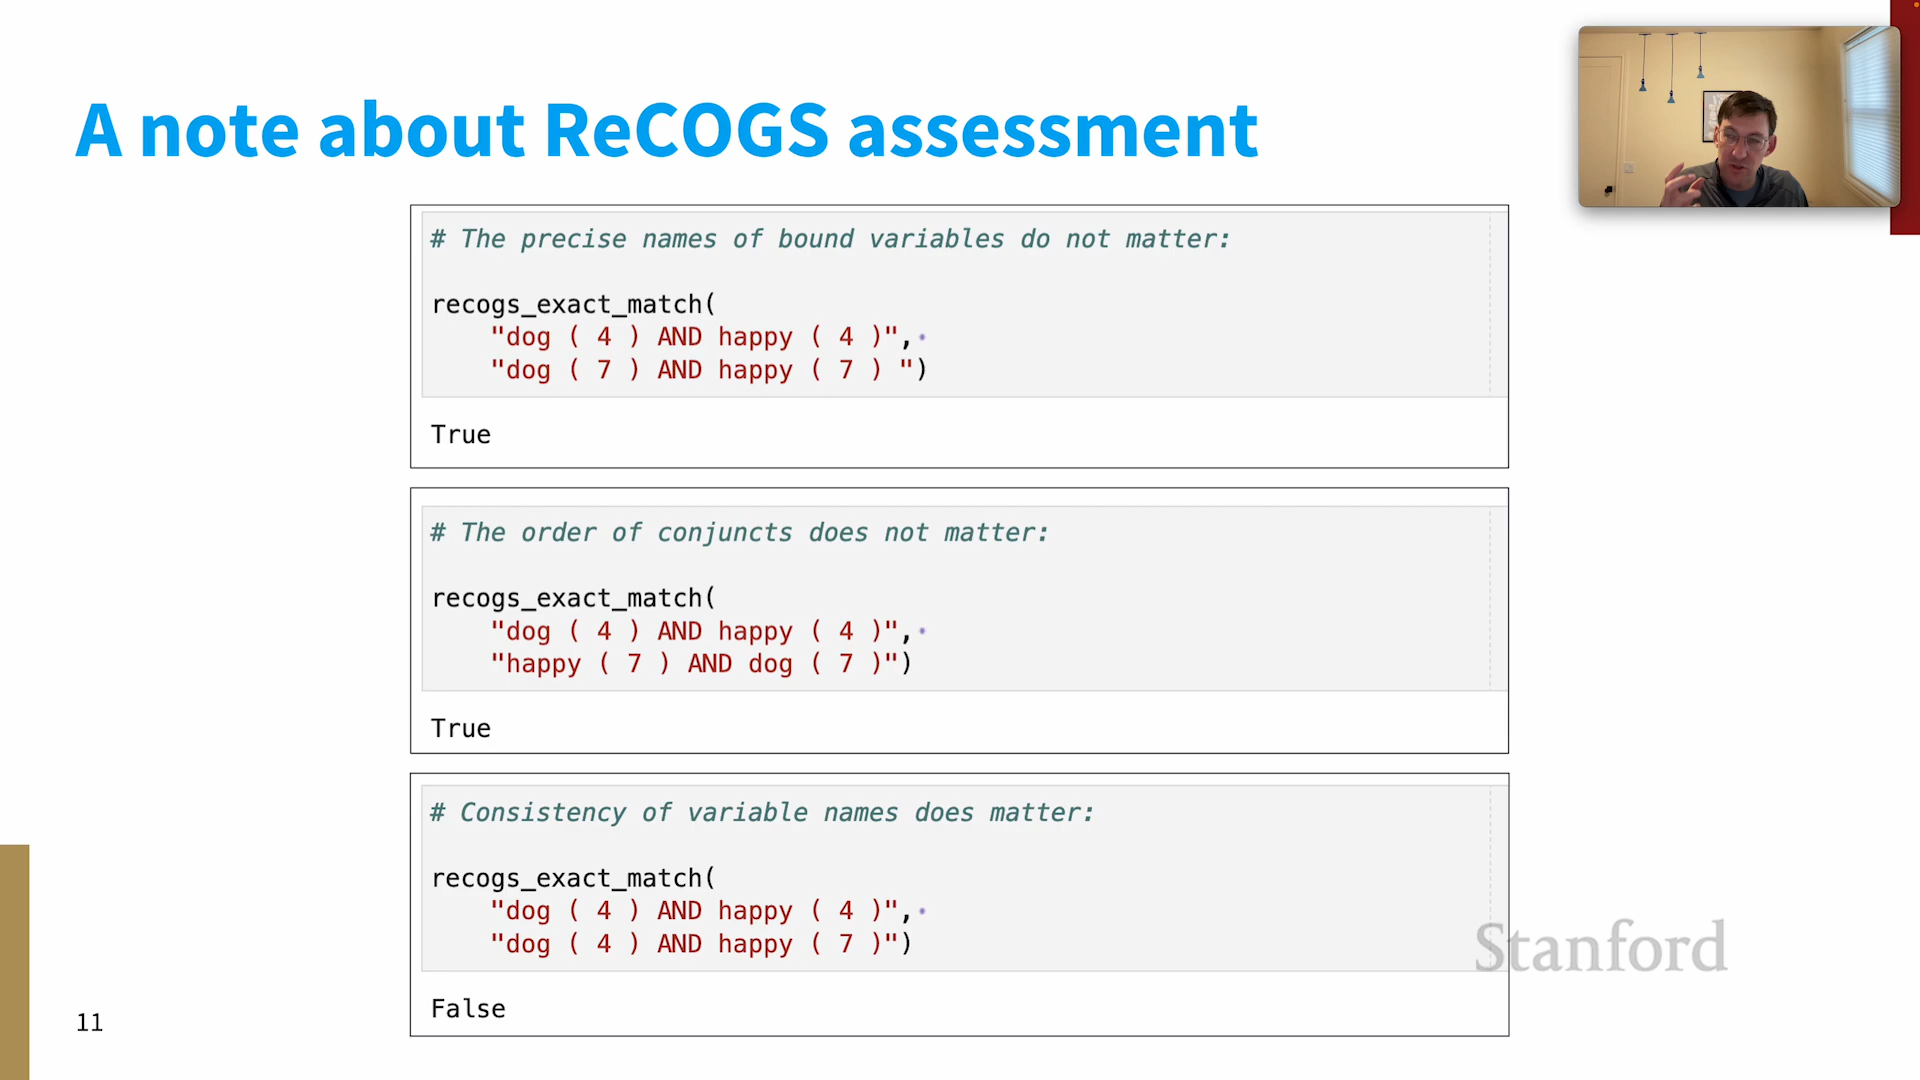 A note about ReCOGS assessment
# The precise names of bound variables do not matter:
recogs_exact_match(
"dog ( 4 ) AND happy ( 4 )",
"dog ( 7 ) AND happy ( 7 ) ")
True
# The order of conjuncts does not matter:
recogs_exact_match(
"dog ( 4 ) AND happy ( 4 )",
"happy ( 7 ) AND dog ( 7 )")
True
# Consistency of variable names does matter:
recogs_exact_match(
"dog ( 4 ) AND happy ( 4 )",
"dog ( 4 ) AND happy ( 7 )")
False
Stanford
11